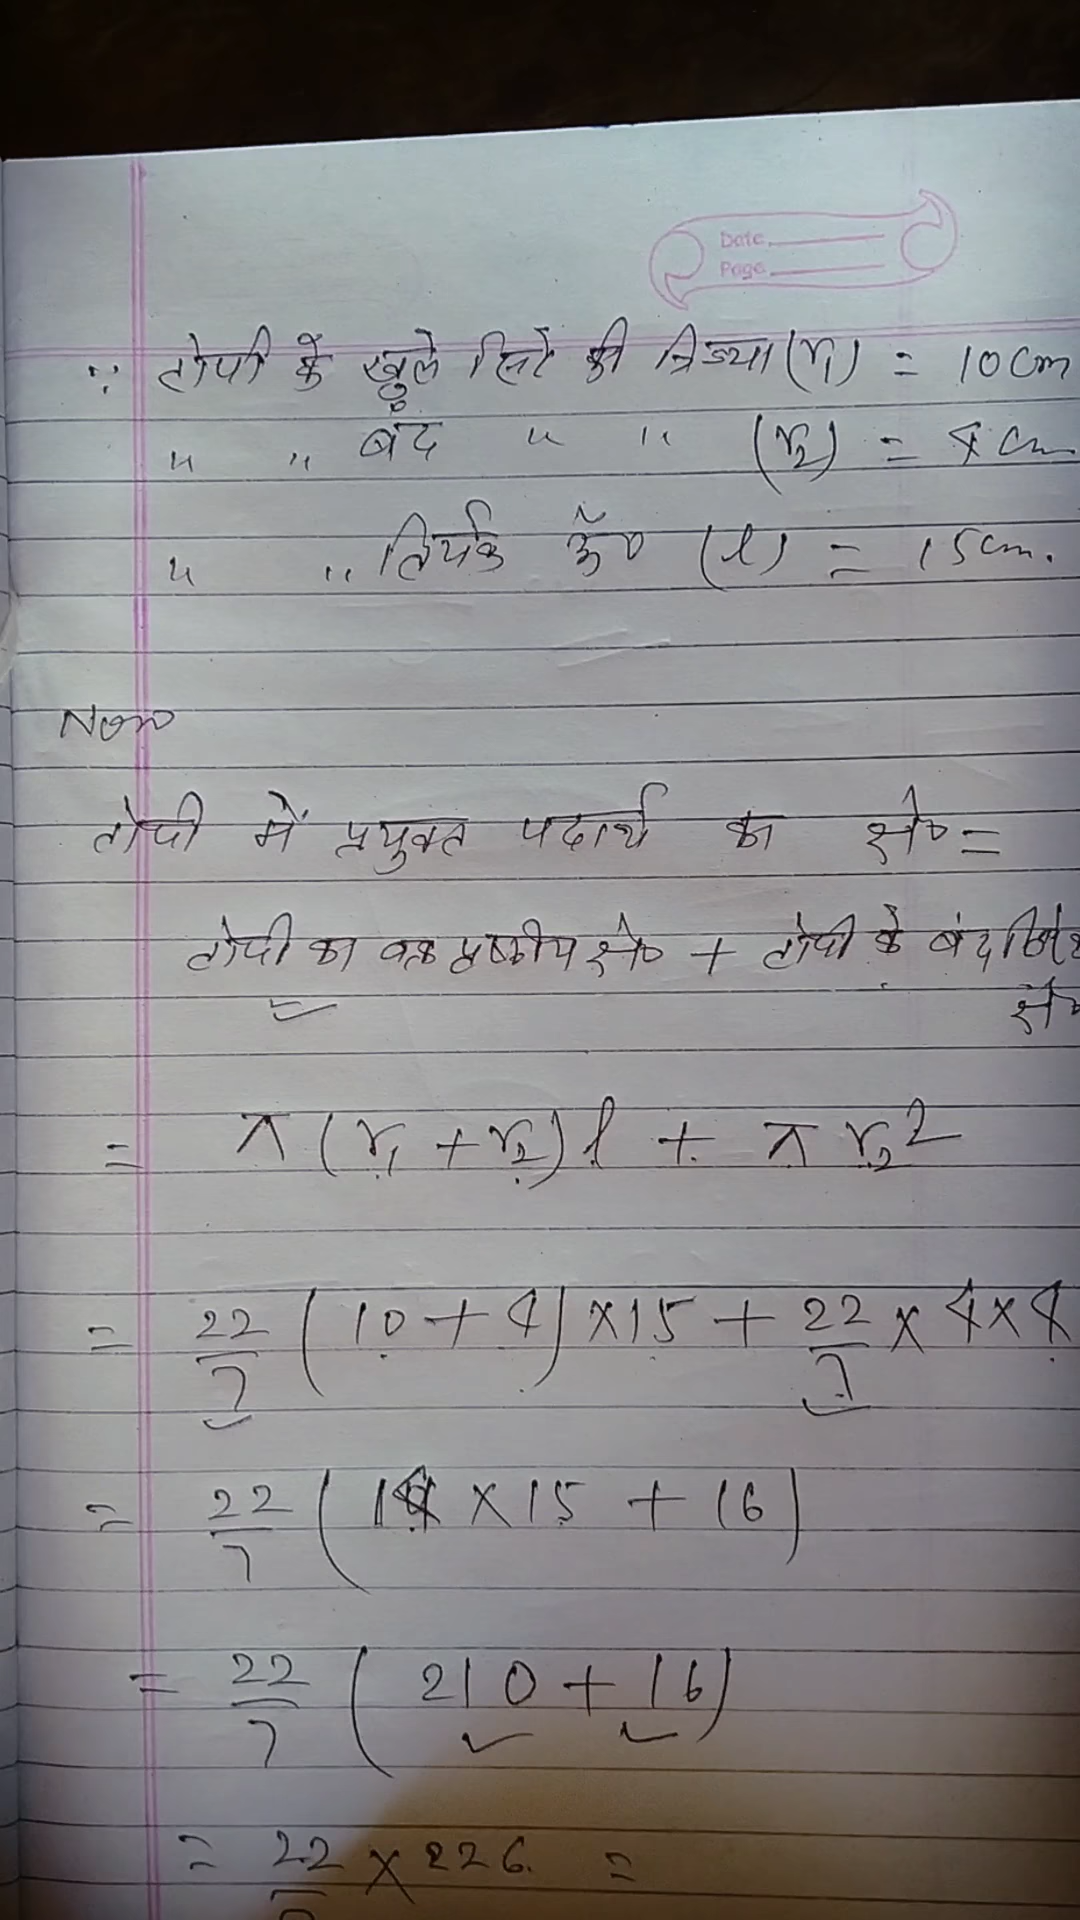 Date
Page
∵ टोपी के खुले सिरे की त्रिज्या (r₁) = 10 cm
" " बंद " " (r₂) = 4 cm
" " तिर्यक ऊँ० (l) = 15 cm.
Now
टोपी में प्रयुक्त पदार्थ का क्षे० =
टोपी का वक्र पृष्ठीय क्षे० + टोपी के बंद सिरे
क्षे०
= π (r₁ + r₂) l + π r₂2
= 22/7 (10 + 4) × 15 + 22/7 × 4 × 4
= 22/7 (14 × 15 + 16)
= 22/7 (210 + 16)
= 22/7 × 226 =